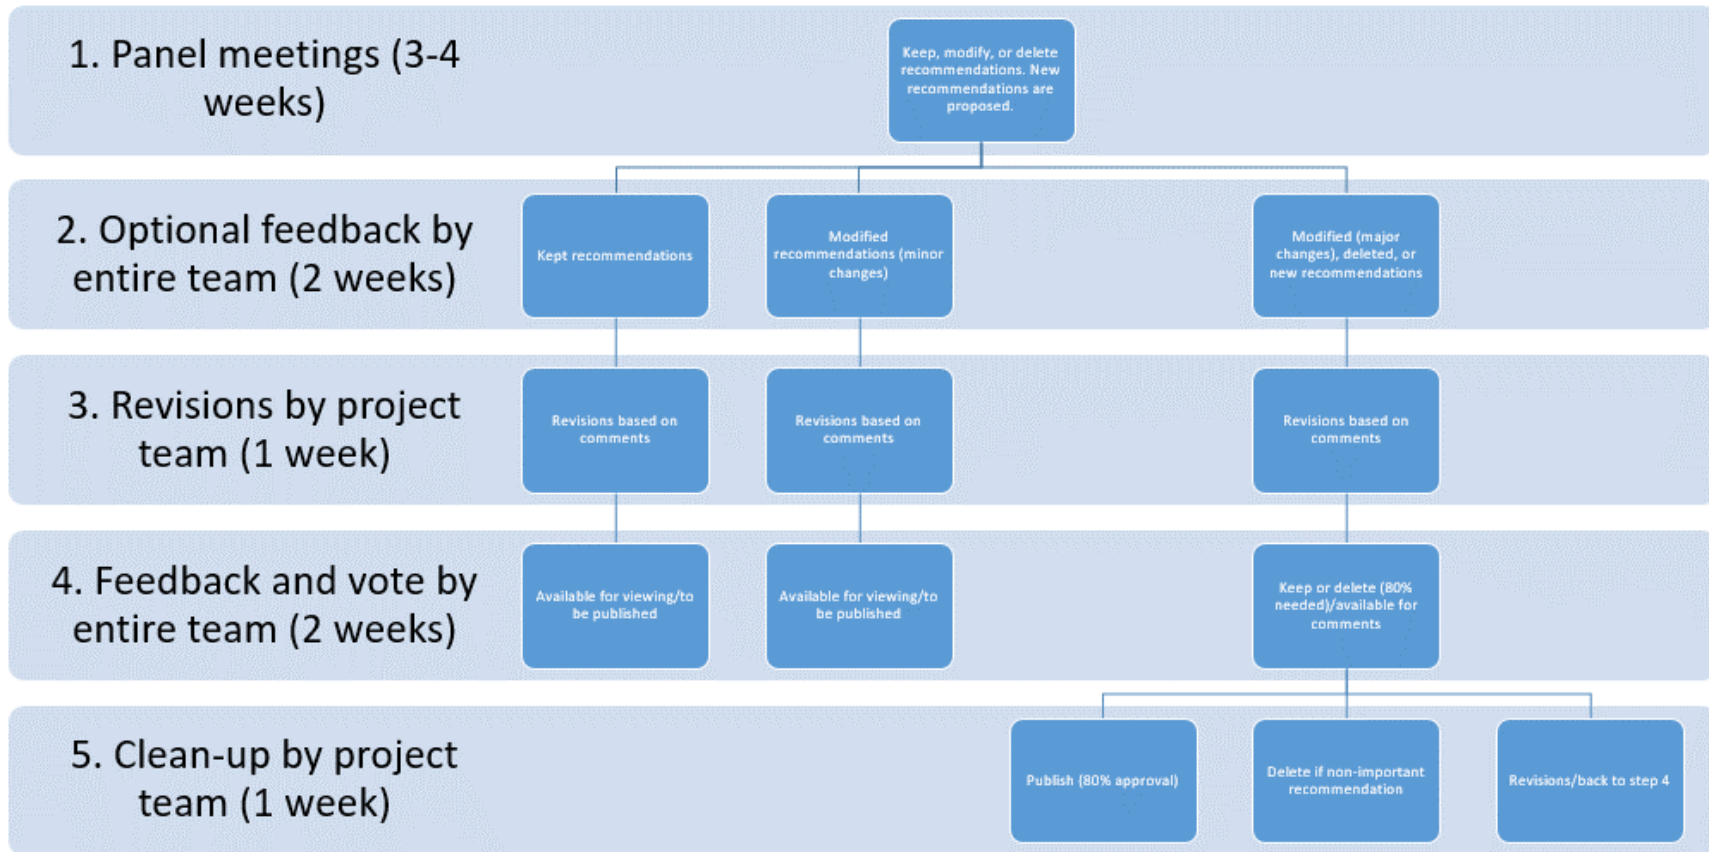 1. Panel meetings (3-4
weeks)
Keep, modify, or delete
recommendations. New
recommendations are
proposed.
2. Optional feedback by
entire team (2 weeks)
Kept recommendations
Modified
recommendations (minor
changes)
Modified (major
changes), deleted, or
new recommendations
3. Revisions by project
team (1 week)
Revisions based on
comments
Revisions based on
comments
Revisions based on
comments
4. Feedback and vote by
entire team (2 weeks)
Available for viewing/to
be published
Available for viewing/to
be published
Keep or delete (80%
needed)/available for
comments
5. Clean-up by project
team (1 week)
Publish (80% approval)
Delete if non-important
recommendation
Revisions/back to step 4